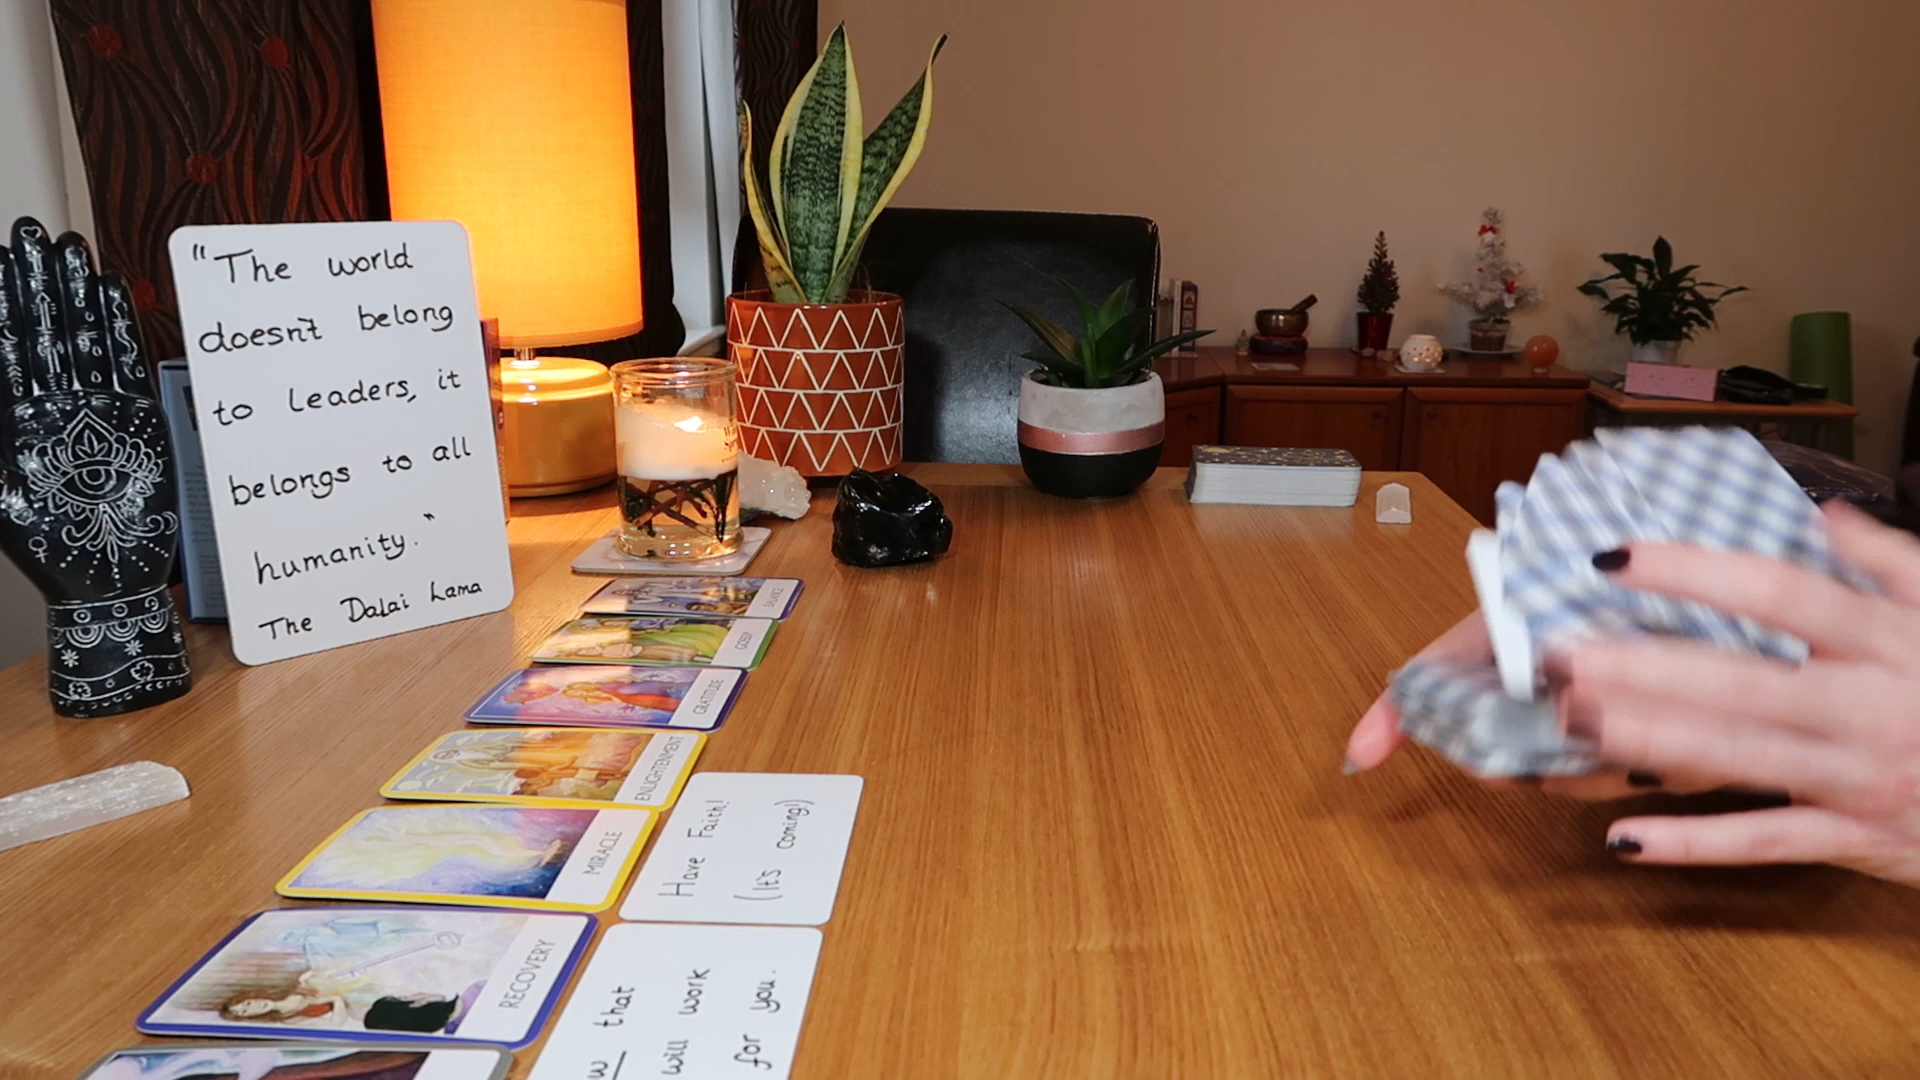 "The world
doesn't belong
to leaders, it
belongs to all
humanity."
The Dalai Lama
BALANCE
GOSSIP
GRATITUDE
ENLIGHTENMENT
MIRACLE
RECOVERY
Have Faith!
(It's coming!)
that
will work
for you.